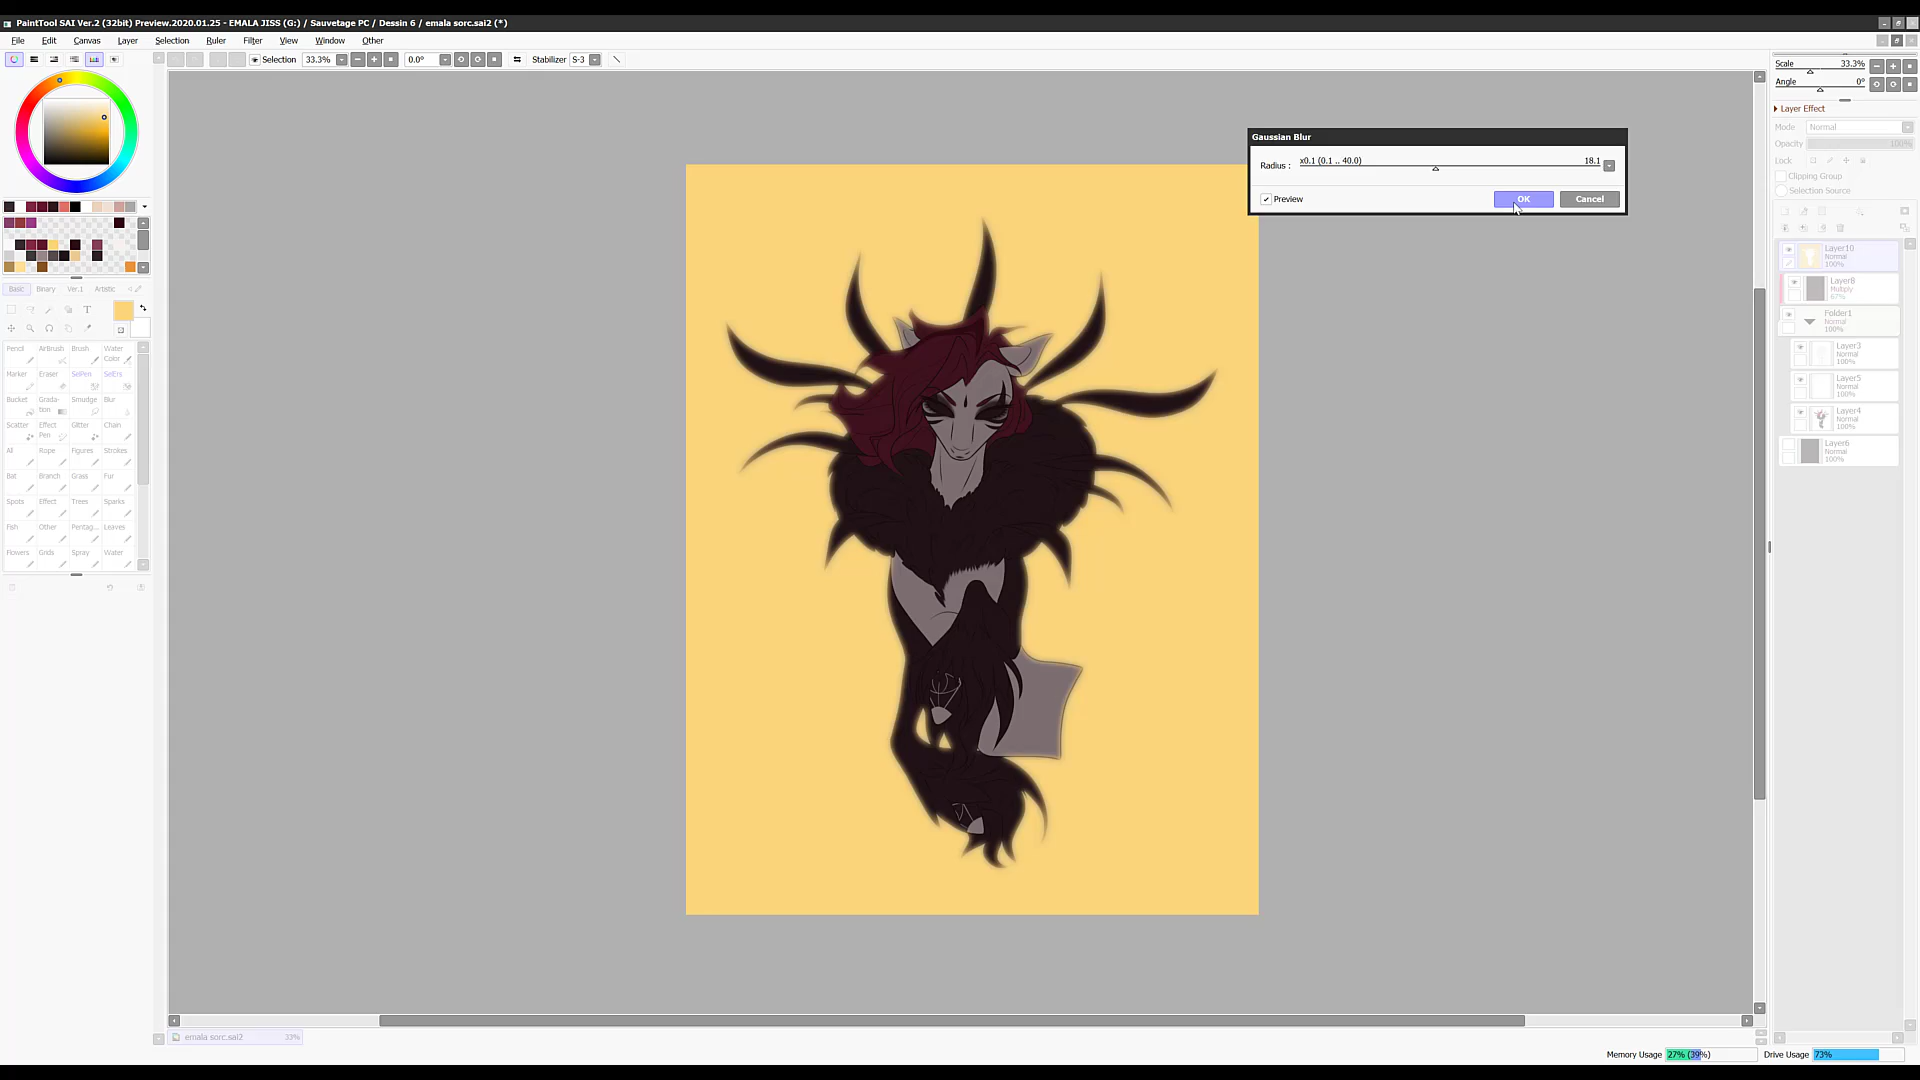 PaintTool SAI Ver.2 (32bit) Preview.2020.01.25 - EMALA JISS (G:) / Sauvetage PC / Dessin 6 / emala sorc.sai2 (*)
File Edit Canvas Layer Selection Ruler Filter View Window Other
Selection 33.3% 0.0° Stabilizer S-3
Scale 33.3%
Angle 0°
Layer Effect
Mode Normal
Opacity 100%
Lock
Clipping Group
Selection Source
Gaussian Blur
Radius : x0.1 (0.1 .. 40.0) 18.1
Preview OK Cancel
Basic Binary Ver.1 Artistic
T
Pencil AirBrush Brush Water Color
Marker Eraser SelPen SelErs
Bucket Grada-tion Smudge Blur
Scatter Effect Pen Glitter Chain
All Rope Figures Strokes
Bat Branch Grass Fur
Spots Effect Trees Sparks
Fish Other Pentag... Leaves
Flowers Grids Spray Water
Layer10
Normal
100%
Layer8
Multiply
67%
Folder1
Normal
100%
Layer3
Normal
100%
Layer5
Normal
100%
Layer4
Normal
100%
Layer6
Normal
100%
emala sorc.sai2 33%
Memory Usage 27% (39%) Drive Usage 73%